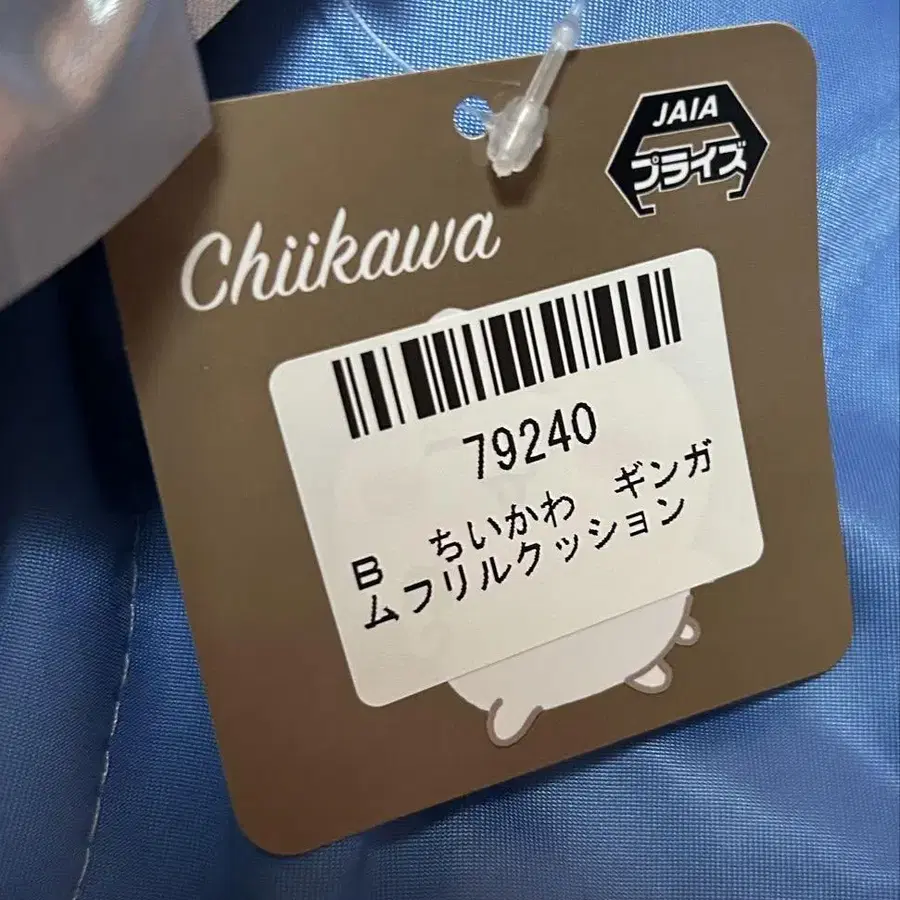 JAIA
プライズ
Chiikawa
79240
B ちいかわ ギンガ
ムフリルクッション